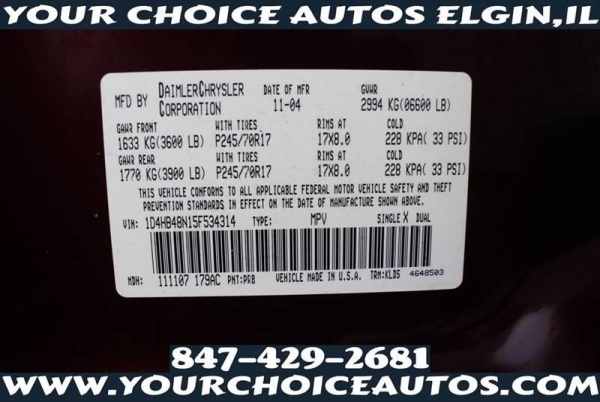 YOUR CHOICE AUTOS ELGIN,IL
MFD BY DAIMLERCHRYSLER CORPORATION DATE OF MFR 11-04 GVWR 2994 KG(06600 LB)
GAWR FRONT WITH TIRES RIMS AT COLD
1633 KG(3600 LB) P245/70R17 17X8.0 228 KPA( 33 PSI)
GAWR REAR WITH TIRES RIMS AT COLD
1770 KG(3900 LB) P245/70R17 17X8.0 228 KPA( 33 PSI)
THIS VEHICLE CONFORMS TO ALL APPLICABLE FEDERAL MOTOR VEHICLE SAFETY AND THEFT
PREVENTION STANDARDS IN EFFECT ON THE DATE OF MANUFACTURE SHOWN ABOVE.
VIN: 1D4HB48N15F534314 TYPE: MPV SINGLE X DUAL
MDH: 111107 179AC PNT:PRB VEHICLE MADE IN U.S.A. TRM:KLD5 4648503
847-429-2681
WWW.YOURCHOICEAUTOS.COM